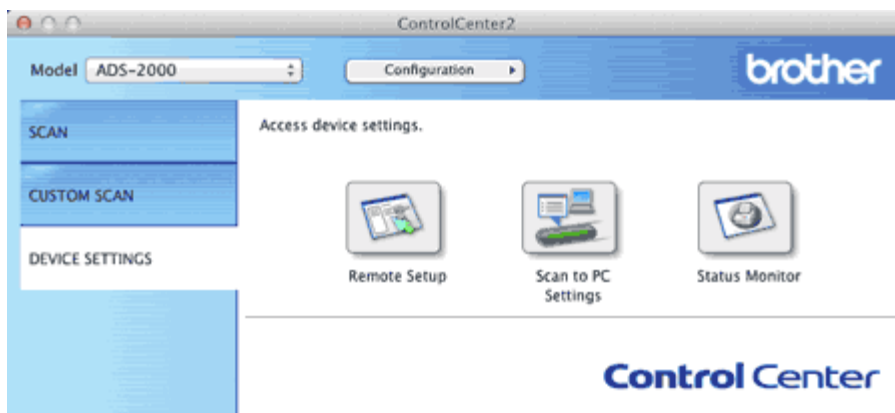 ControlCenter2
Model ADS-2000 Configuration
brother
SCAN
CUSTOM SCAN
DEVICE SETTINGS
Access device settings.
Remote Setup
Scan to PC
Settings
Status Monitor
Control Center